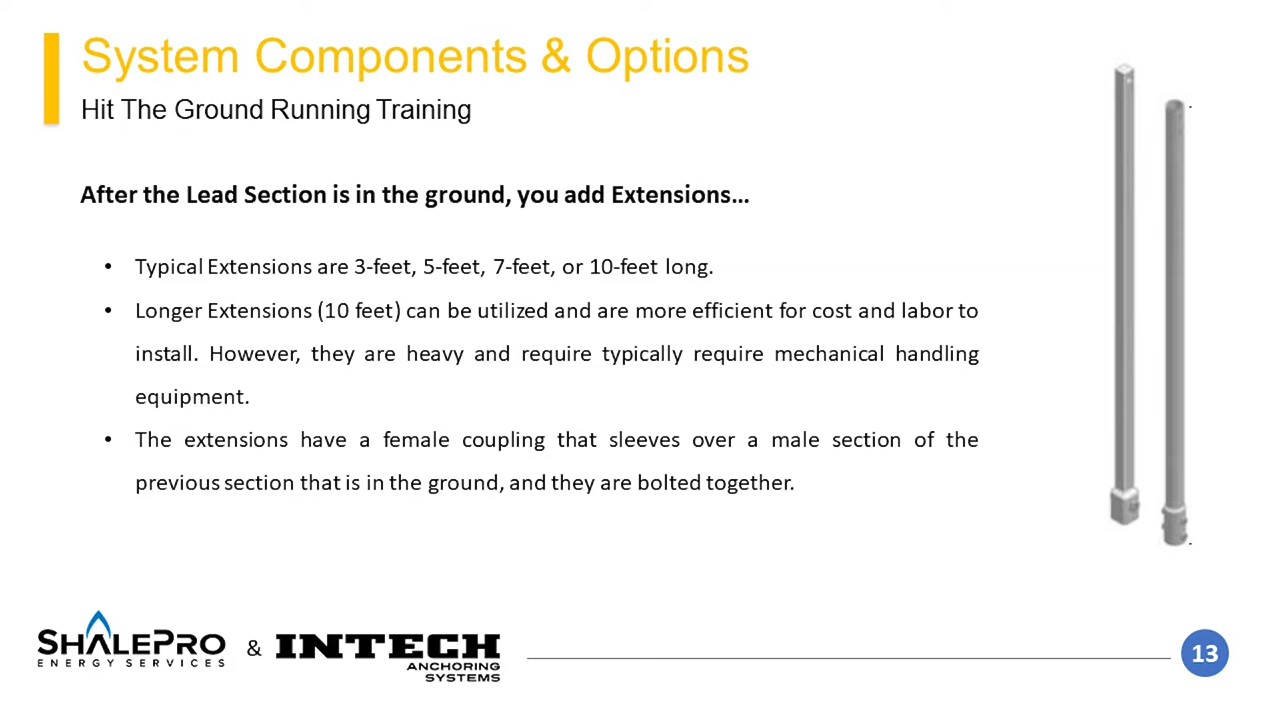 System Components & Options
Hit The Ground Running Training
After the Lead Section is in the ground, you add Extensions…
• Typical Extensions are 3-feet, 5-feet, 7-feet, or 10-feet long.
• Longer Extensions (10 feet) can be utilized and are more efficient for cost and labor to
install. However, they are heavy and require typically require mechanical handling
equipment.
• The extensions have a female coupling that sleeves over a male section of the
previous section that is in the ground, and they are bolted together.
SHALEPRO
ENERGY SERVICES
&
INTECH
ANCHORING
SYSTEMS
13